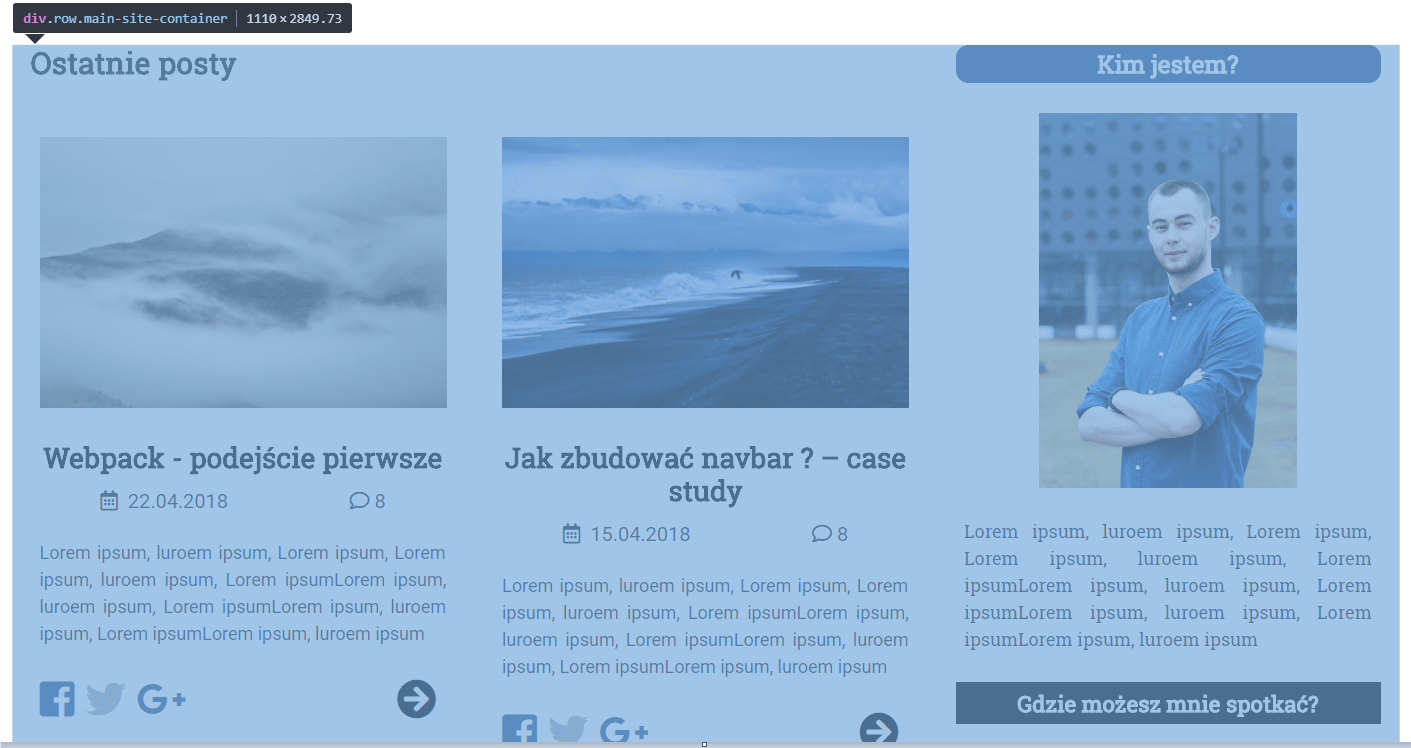 div.row.main-site-container | 1110 × 2849.73
Ostatnie posty
Webpack - podejście pierwsze
22.04.2018 8
Lorem ipsum, luroem ipsum, Lorem ipsum, Lorem
ipsum, luroem ipsum, Lorem ipsumLorem ipsum,
luroem ipsum, Lorem ipsumLorem ipsum, luroem
ipsum, Lorem ipsumLorem ipsum, luroem ipsum
Jak zbudować navbar ? – case
study
15.04.2018 8
Lorem ipsum, luroem ipsum, Lorem ipsum, Lorem
ipsum, luroem ipsum, Lorem ipsumLorem ipsum,
luroem ipsum, Lorem ipsumLorem ipsum, luroem
ipsum, Lorem ipsumLorem ipsum, luroem ipsum
Kim jestem?
Lorem ipsum, luroem ipsum, Lorem ipsum,
Lorem ipsum, luroem ipsum, Lorem
ipsumLorem ipsum, luroem ipsum, Lorem
ipsumLorem ipsum, luroem ipsum, Lorem
ipsumLorem ipsum, luroem ipsum
Gdzie możesz mnie spotkać?